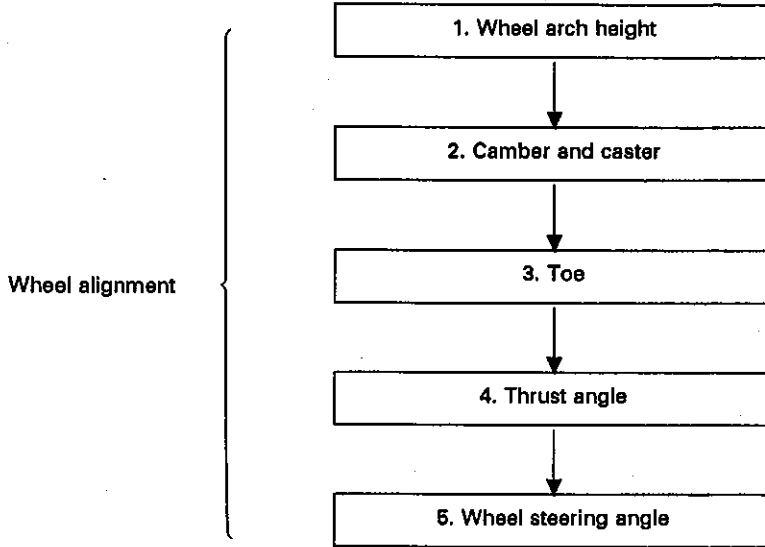 1. Wheel arch height
2. Camber and caster
Wheel alignment
3. Toe
4. Thrust angle
5. Wheel steering angle